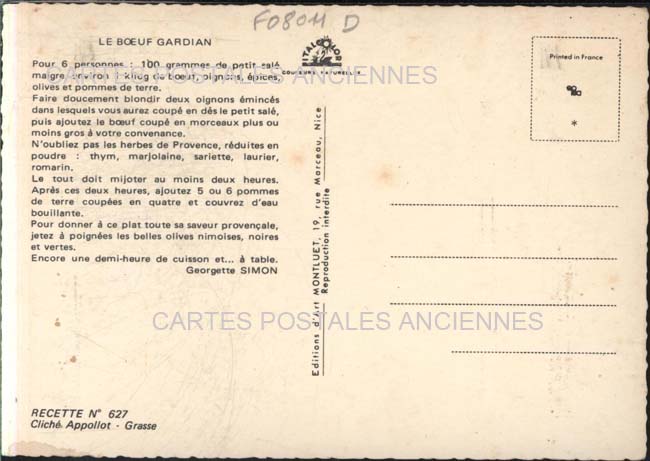 F08011 D
LE BŒUF GARDIAN
Pour 6 personnes : 100 grammes de petit salé
maigre, environ 1 kilog de bœuf, oignons, épices,
olives et pommes de terre.
Faire doucement blondir deux oignons émincés
dans lesquels vous aurez coupé en dés le petit salé,
puis ajoutez le bœuf coupé en morceaux plus ou
moins gros à votre convenance.
N'oubliez pas les herbes de Provence, réduites en
poudre : thym, marjolaine, sariette, laurier,
romarin.
Le tout doit mijoter au moins deux heures.
Après ces deux heures, ajoutez 5 ou 6 pommes
de terre coupées en quatre et couvrez d'eau
bouillante.
Pour donner à ce plat toute sa saveur provençale,
jetez à poignées les belles olives nimoises, noires
et vertes.
Encore une demi-heure de cuisson et... à table.
Georgette SIMON
RECETTE N° 627
Cliché Appollot - Grasse
ITALCOLOR
COULEURS NATURELLES
Editions d'Art MONTLUET, 19, rue Marceau, Nice
Reproduction interdite
Printed in France
*
CARTES POSTALES ANCIENNES
CARTES POSTALES ANCIENNES